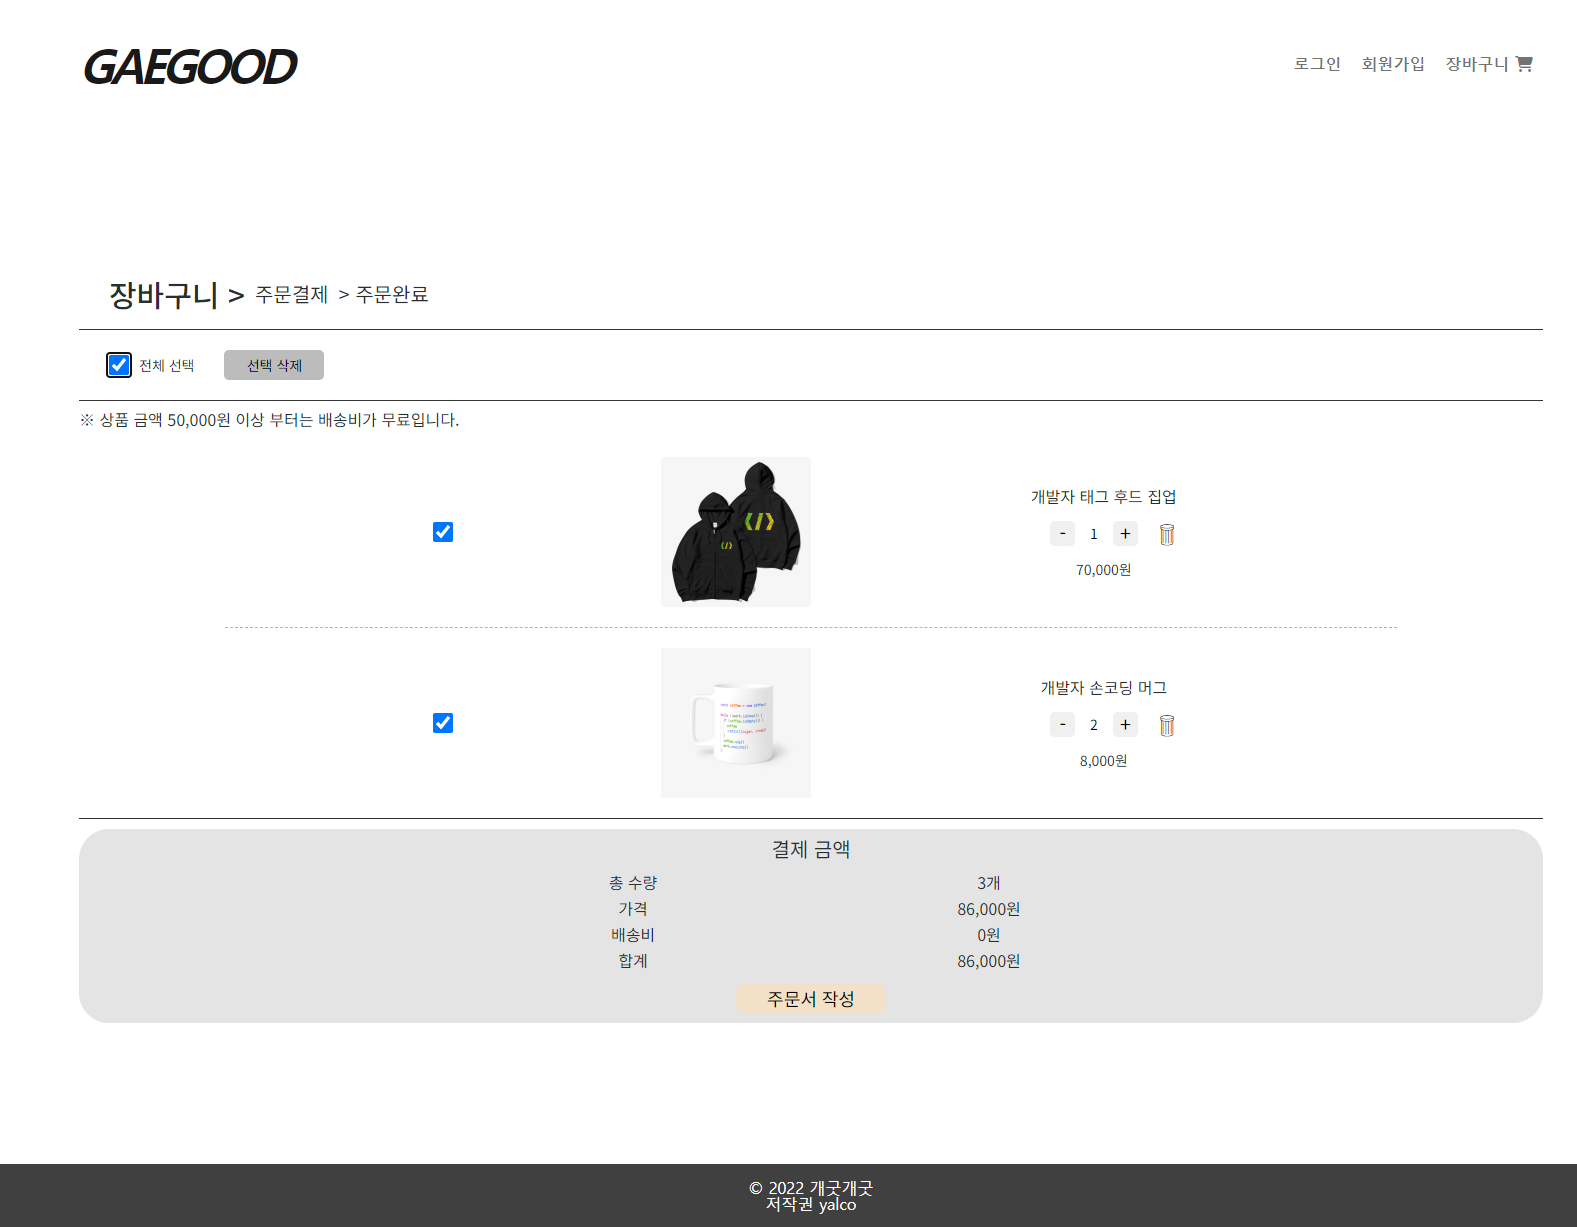 GAEGOOD
로그인 회원가입 장바구니
장바구니 > 주문결제 > 주문완료
전체 선택 선택 삭제
※ 상품 금액 50,000원 이상 부터는 배송비가 무료입니다.
개발자 태그 후드 집업
- 1 +
70,000원
개발자 손코딩 머그
- 2 +
8,000원
결제 금액
총 수량 3개
가격 86,000원
배송비 0원
합계 86,000원
주문서 작성
© 2022 개굿개굿
저작권 yalco